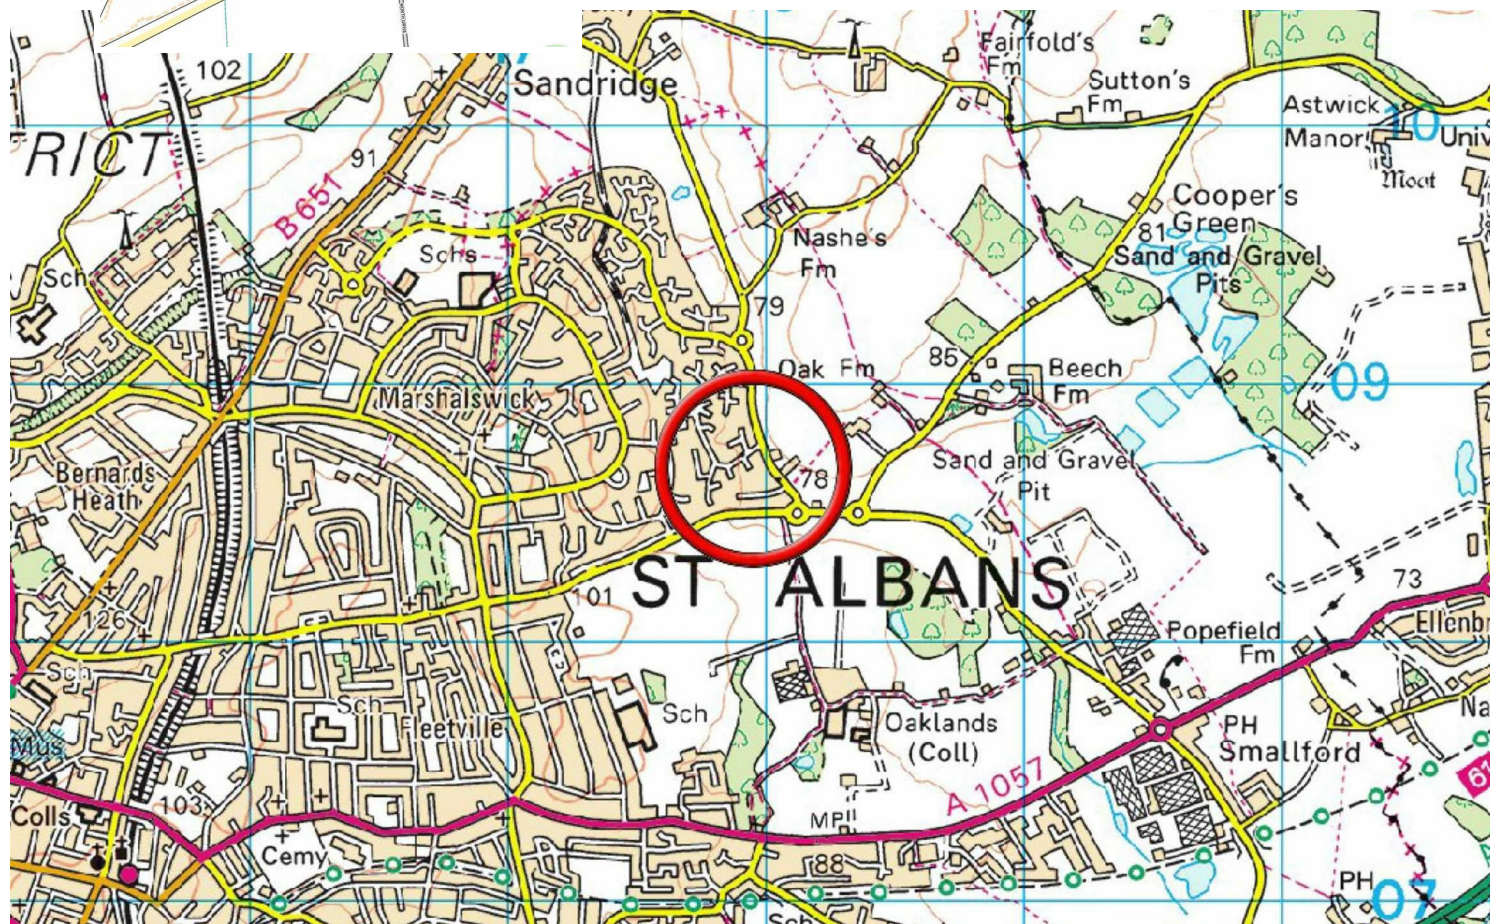 102
Sandridge
Fairfold's
Fm
Sutton's
Fm
Astwick
Manor
10
Univ
Moat
RICT
91
B 651
Cooper's
Green
81
Sand and Gravel
Pits
Nashe's
Fm
Schs
Sch
79
85
Oak Fm
Beech
Fm
09
Marshalswick
Bernards
Heath
78
Sand and Gravel
Pit
ST ALBANS
101
73
126
Popefield
Fm
Ellenbr
Sch
Sch
Sch
Fleetville
Oaklands
(Coll)
PH
Smallford
Na
Mus
A 1057
61
103
Colls
MP
88
Cemy
PH
07
Sch